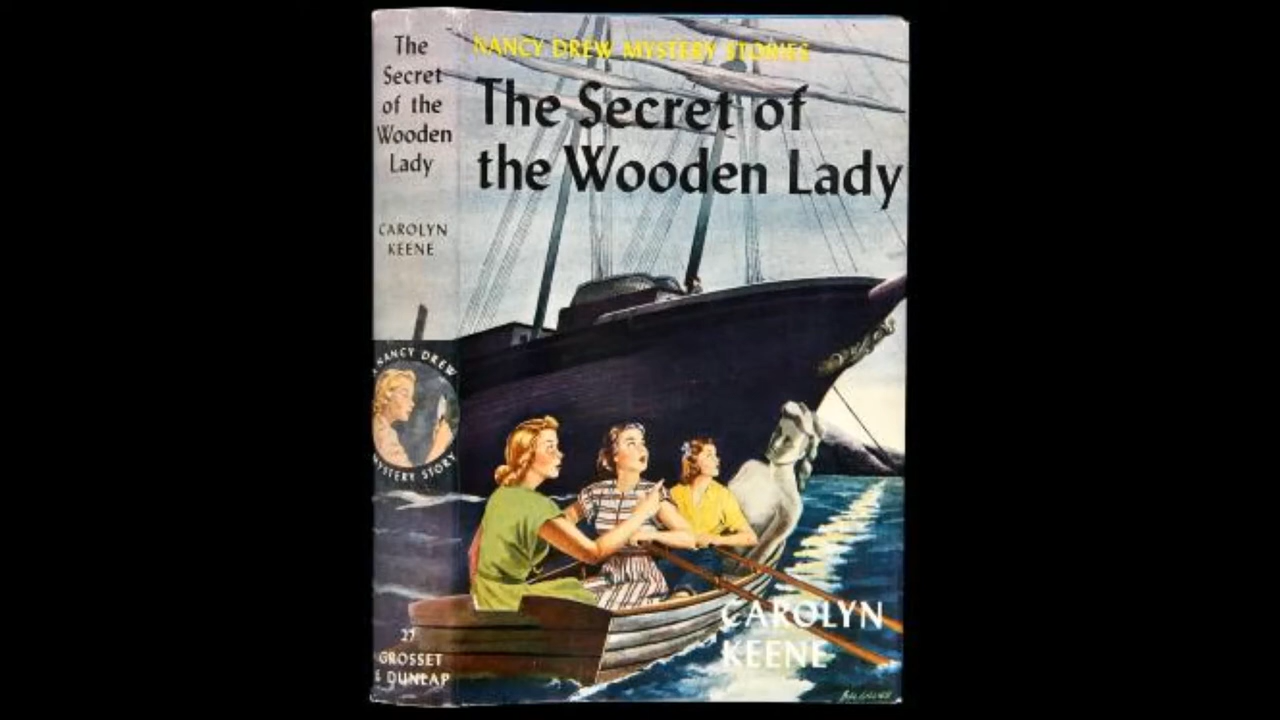 The
Secret
of the
Wooden
Lady
CAROLYN
KEENE
NANCY DREW
MYSTERY STORY
27
GROSSET
& DUNLAP
NANCY DREW MYSTERY STORIES
The Secret of
the Wooden Lady
CAROLYN
KEENE